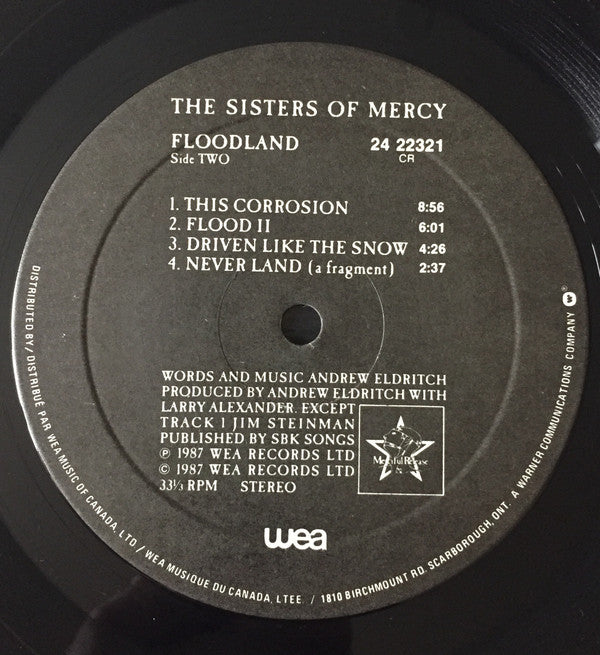 THE SISTERS OF MERCY
FLOODLAND 24 22321
Side TWO CR
1. THIS CORROSION 8:56
2. FLOOD II 6:01
3. DRIVEN LIKE THE SNOW 4:26
4. NEVER LAND (a fragment) 2:37
WORDS AND MUSIC ANDREW ELDRITCH
PRODUCED BY ANDREW ELDRITCH WITH
LARRY ALEXANDER. EXCEPT
TRACK 1 JIM STEINMAN
PUBLISHED BY SBK SONGS
℗ 1987 WEA RECORDS LTD
© 1987 WEA RECORDS LTD
33⅓ RPM STEREO
Merciful Release
wea
DISTRIBUTED BY / DISTRIBUÉ PAR WEA MUSIC OF CANADA, LTD. / WEA MUSIQUE DU CANADA, LTEE. / 1810 BIRCHMOUNT RD. SCARBOROUGH, ONT. A WARNER COMMUNICATIONS COMPANY